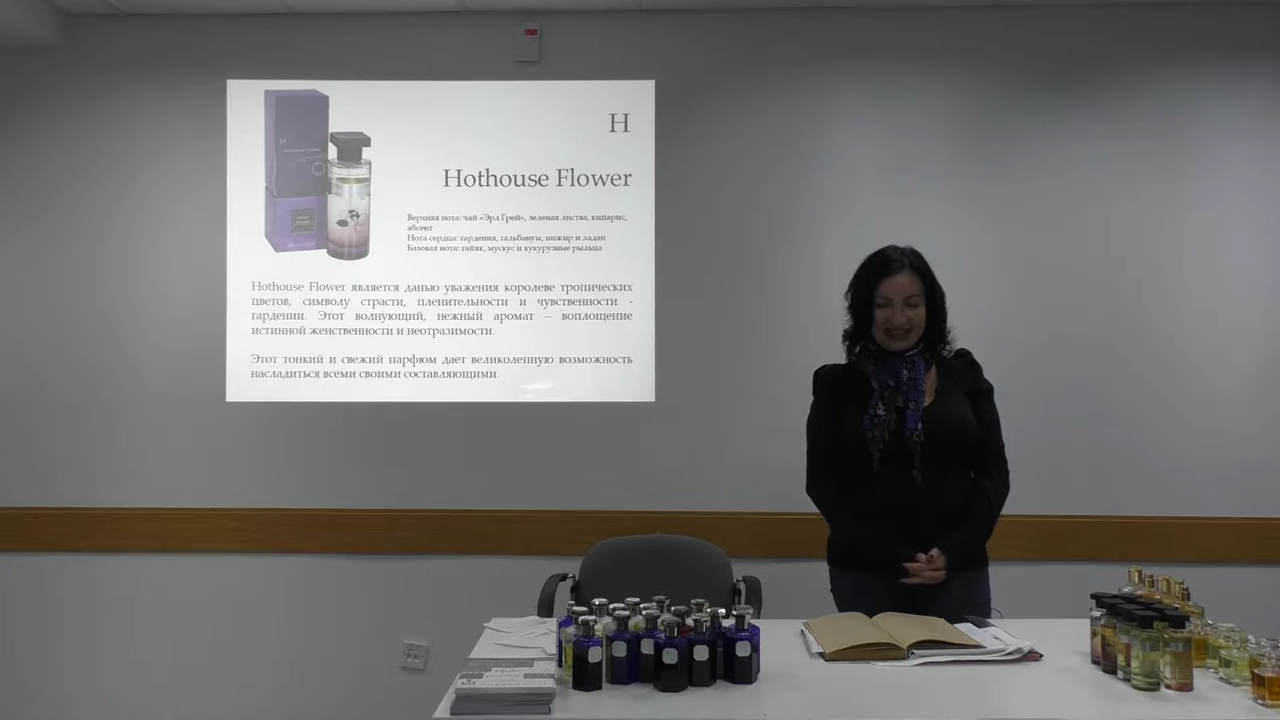 H
Hothouse Flower
Верхняя нота: чай «Эрл Грей», зеленая листва, кипарис,
абсент
Нота сердца: гардения, гальбанум, инжир и ладан
Базовая нота: гайяк, мускус и кукурузные рыльца
Hothouse Flower является данью уважения королеве тропических
цветов, символу страсти, пленительности и чувственности -
гардении. Этот волнующий, нежный аромат – воплощение
истинной женственности и неотразимости.
Этот тонкий и свежий парфюм дает великолепную возможность
насладиться всеми своими составляющими.
H